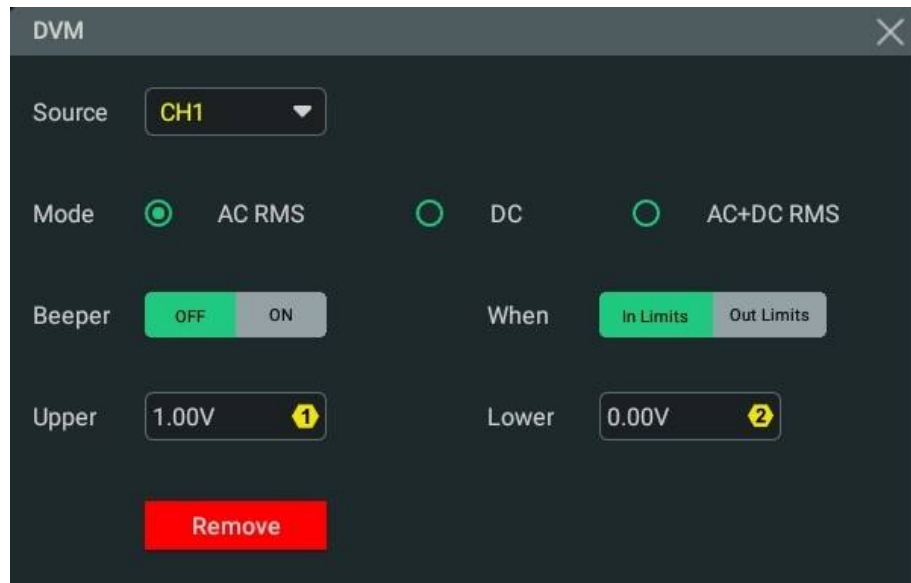 DVM
Source CH1
Mode AC RMS DC AC+DC RMS
Beeper OFF ON When In Limits Out Limits
Upper 1.00V 1 Lower 0.00V 2
Remove